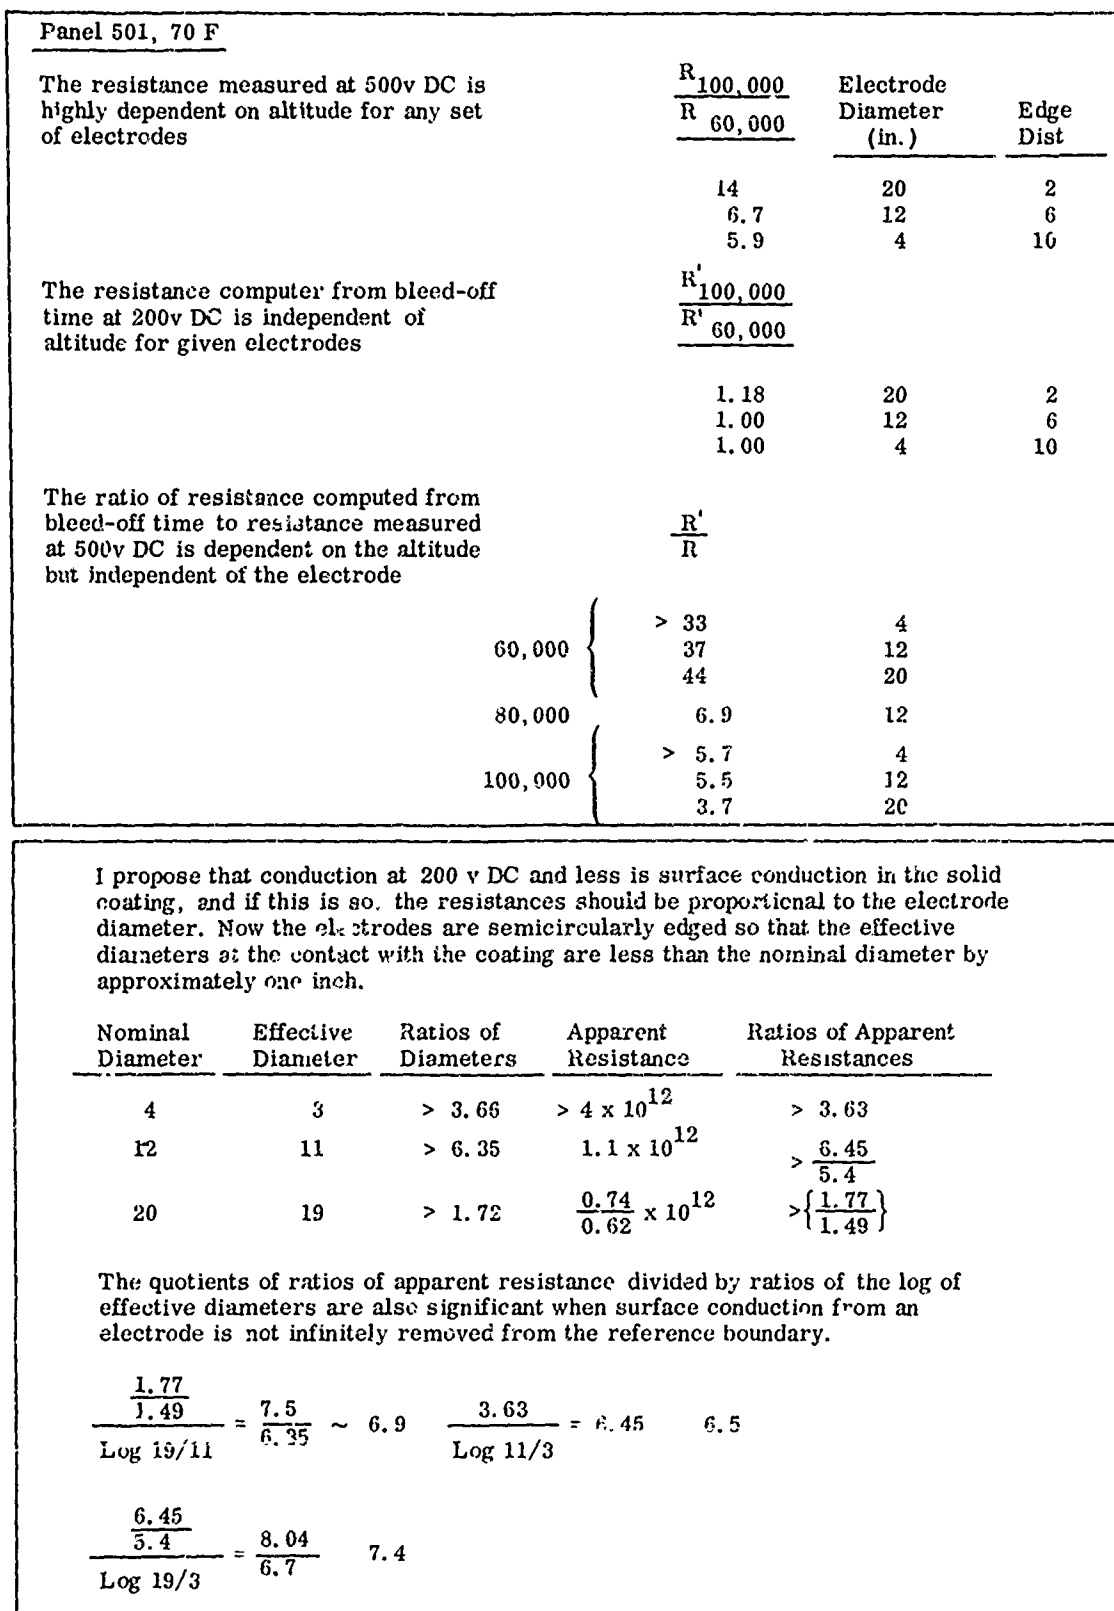 Panel 501, 70 F
The resistance measured at 500v DC is
highly dependent on altitude for any set
of electrodes
R 100,000
R 60,000
Electrode
Diameter
(in.)
Edge
Dist
14 20 2
6.7 12 6
5.9 4 10
The resistance computer from bleed-off
time at 200v DC is independent of
altitude for given electrodes
R' 100,000
R' 60,000
1.18 20 2
1.00 12 6
1.00 4 10
The ratio of resistance computed from
bleed-off time to resistance measured
at 500v DC is dependent on the altitude
but independent of the electrode
R'
R
> 33 4
60,000 { 37 12
44 20
80,000 6.9 12
> 5.7 4
100,000 { 5.5 12
3.7 20
I propose that conduction at 200 v DC and less is surface conduction in the solid
coating, and if this is so, the resistances should be proportional to the electrode
diameter. Now the electrodes are semicircularly edged so that the effective
diameters at the contact with the coating are less than the nominal diameter by
approximately one inch.
Nominal Effective Ratios of Apparent Ratios of Apparent
Diameter Diameter Diameters Resistance Resistances
4 3 > 3.66 > 4 x 10^12 > 3.63
12 11 > 6.35 1.1 x 10^12 > 6.45/5.4
20 19 > 1.72 0.74/0.62 x 10^12 >{1.77/1.49}
The quotients of ratios of apparent resistance divided by ratios of the log of
effective diameters are also significant when surface conduction from an
electrode is not infinitely removed from the reference boundary.
1.77/1.49 / Log 19/11 = 7.5/6.35 ~ 6.9 3.63 / Log 11/3 = 6.45 6.5
6.45/5.4 / Log 19/3 = 8.04/6.7 7.4